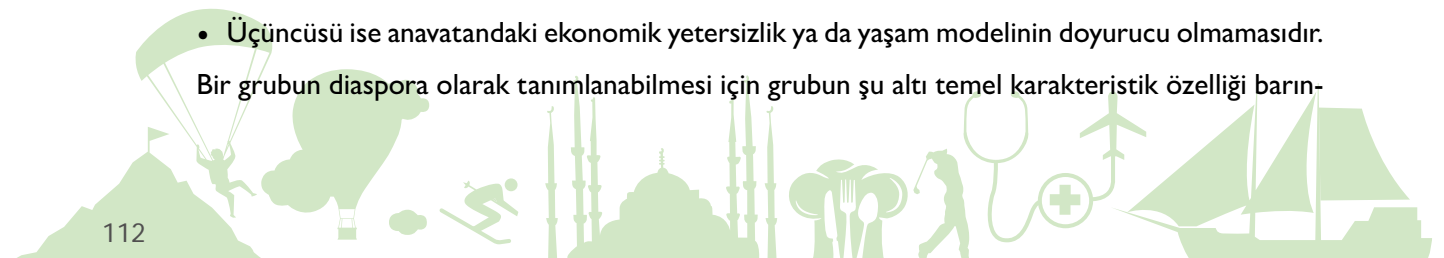 • Üçüncüsü ise anavatandaki ekonomik yetersizlik ya da yaşam modelinin doyurucu olmamasıdır.
Bir grubun diaspora olarak tanımlanabilmesi için grubun şu altı temel karakteristik özelliği barın-
112